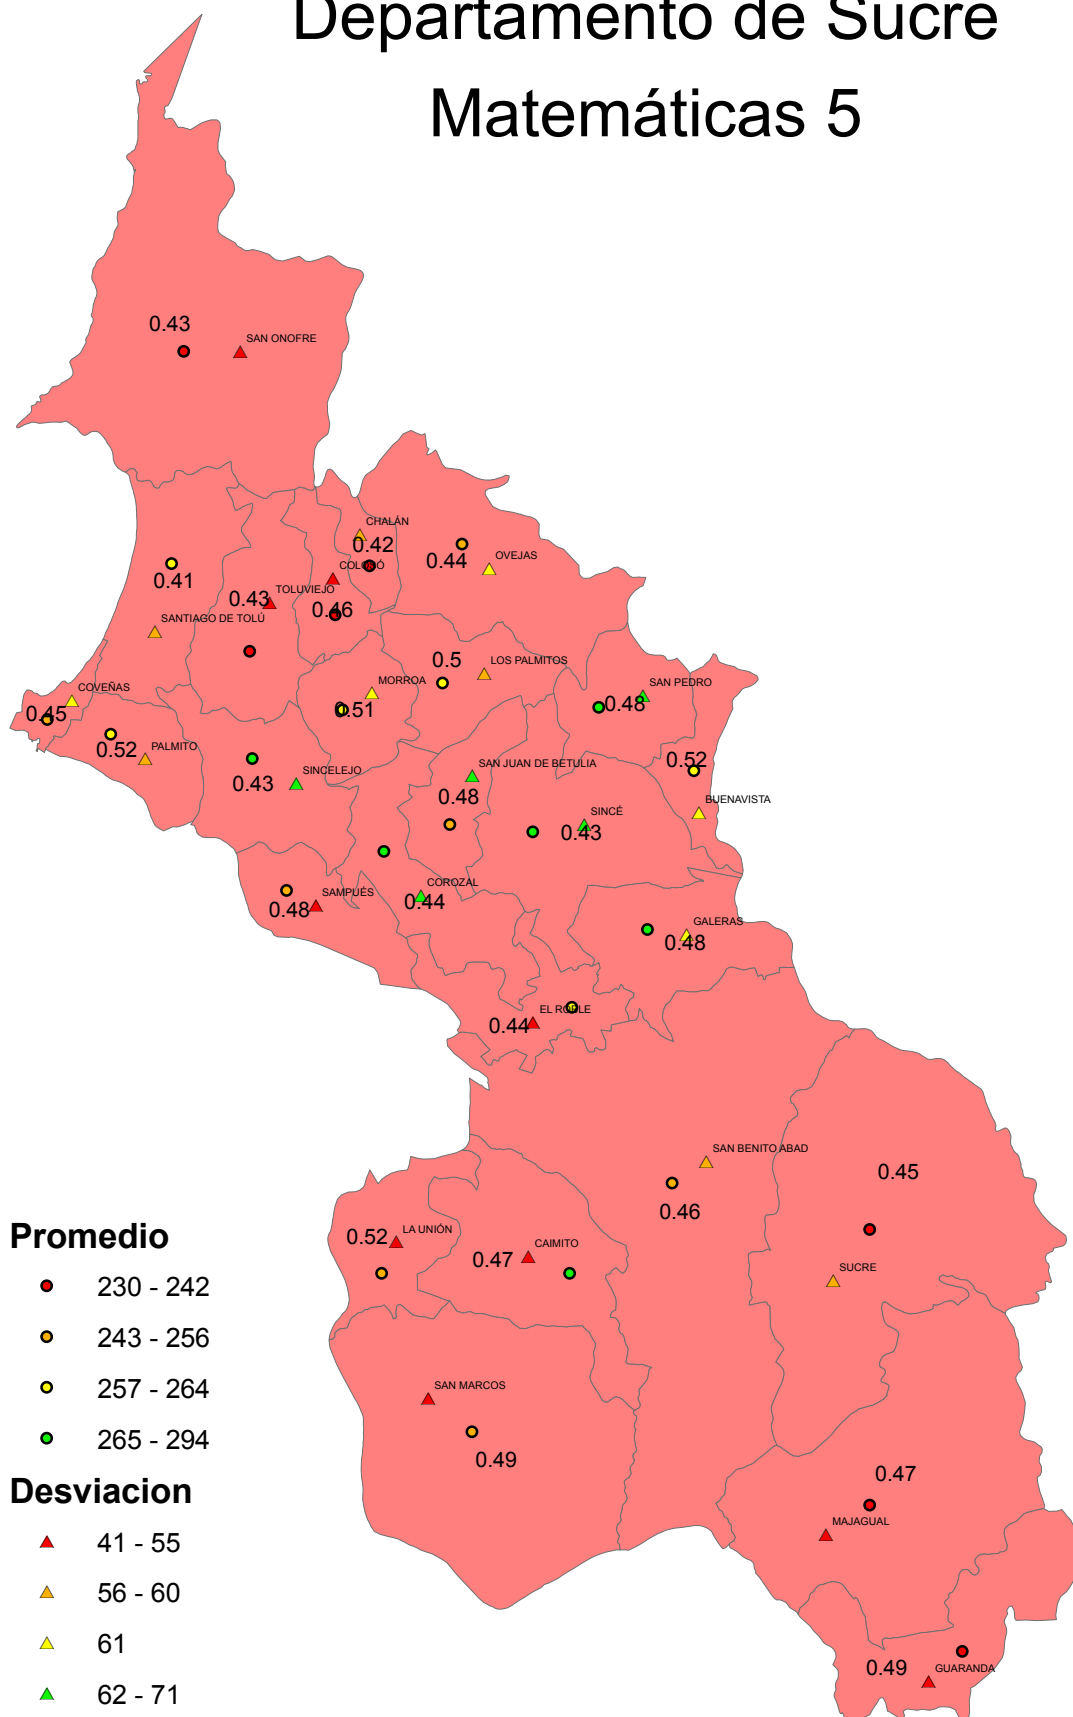 Departamento de Sucre
Matemáticas 5
0.43
SAN ONOFRE
CHALÁN
0.42
0.44
OVEJAS
COLOSÓ
0.41
TOLUVIEJO
0.43
0.46
SANTIAGO DE TOLÚ
0.5
LOS PALMITOS
MORROA
SAN PEDRO
COVEÑAS
0.48
0.45
0.51
0.52
PALMITO
0.52
SAN JUAN DE BETULIA
SINCELEJO
0.43
0.48
BUENAVISTA
SINCÉ
0.43
COROZAL
SAMPUÉS
0.44
0.48
GALERAS
0.48
EL ROBLE
0.44
SAN BENITO ABAD
0.45
0.46
LA UNIÓN
0.52
CAIMITO
0.47
SUCRE
SAN MARCOS
0.49
0.47
MAJAGUAL
0.49
GUARANDA
Promedio
230 - 242
243 - 256
257 - 264
265 - 294
Desviacion
41 - 55
56 - 60
61
62 - 71